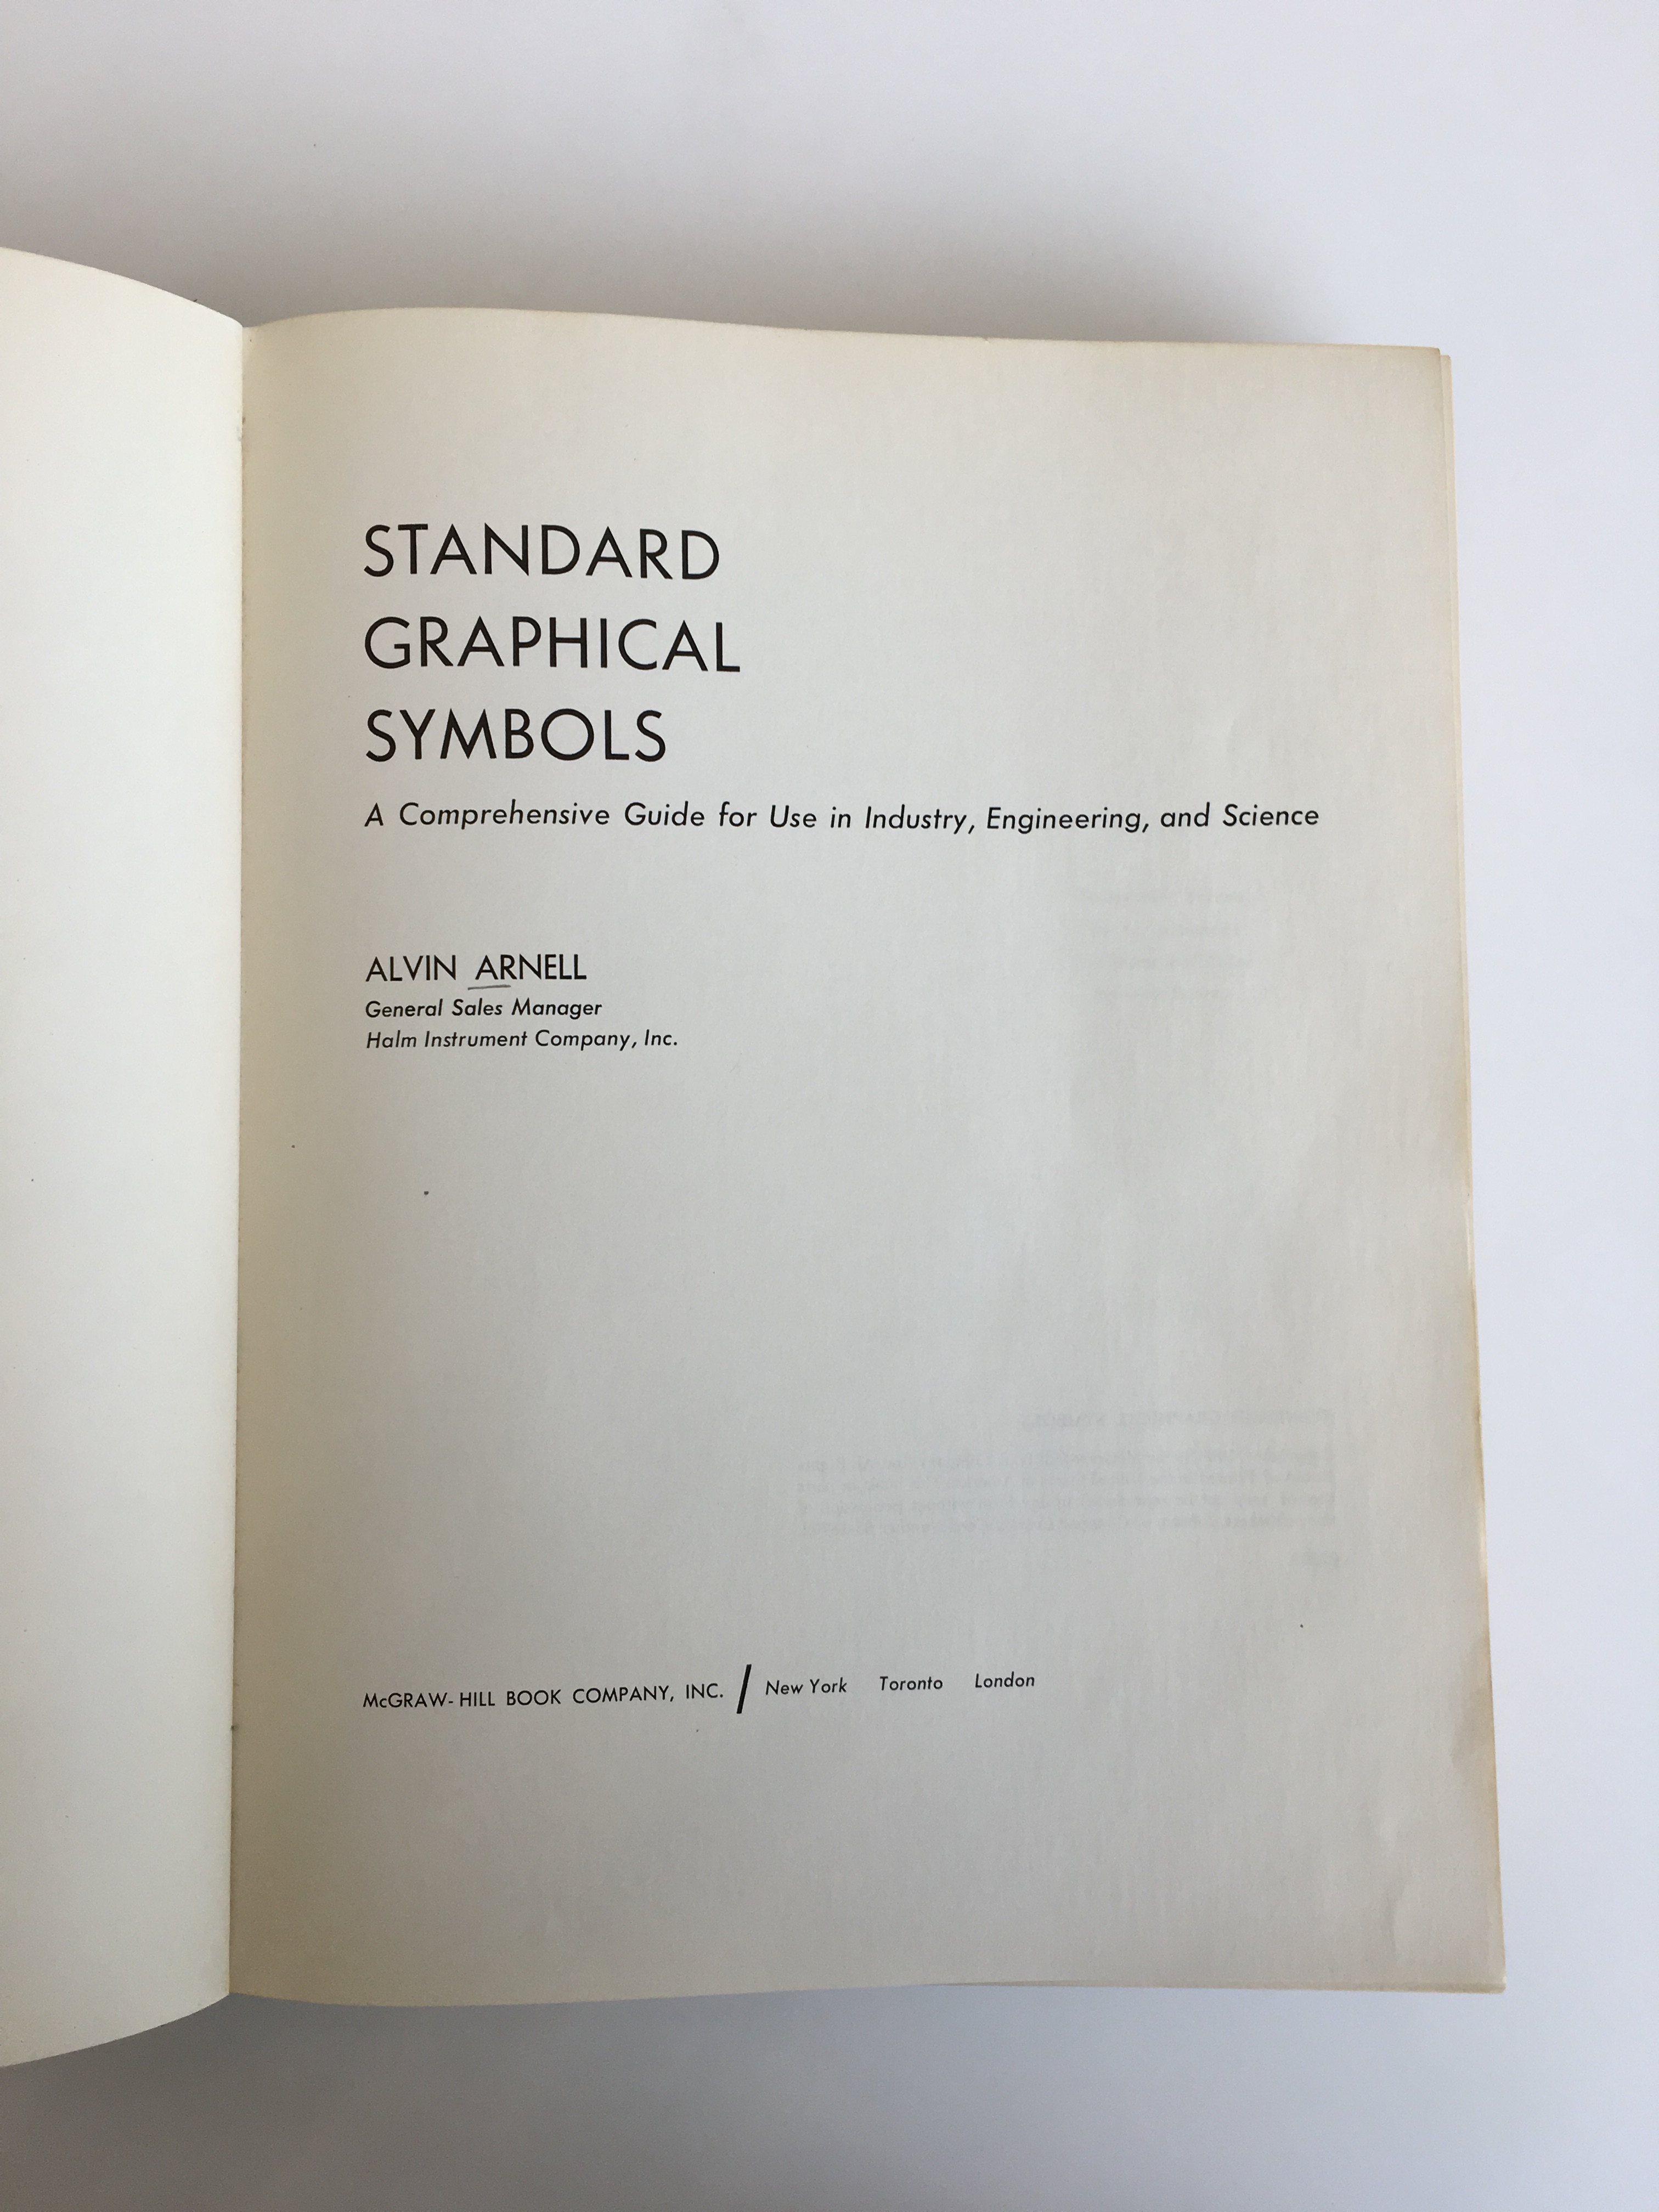 STANDARD
GRAPHICAL
SYMBOLS
A Comprehensive Guide for Use in Industry, Engineering, and Science
ALVIN ARNELL
General Sales Manager
Halm Instrument Company, Inc.
McGRAW-HILL BOOK COMPANY, INC. / New York Toronto London